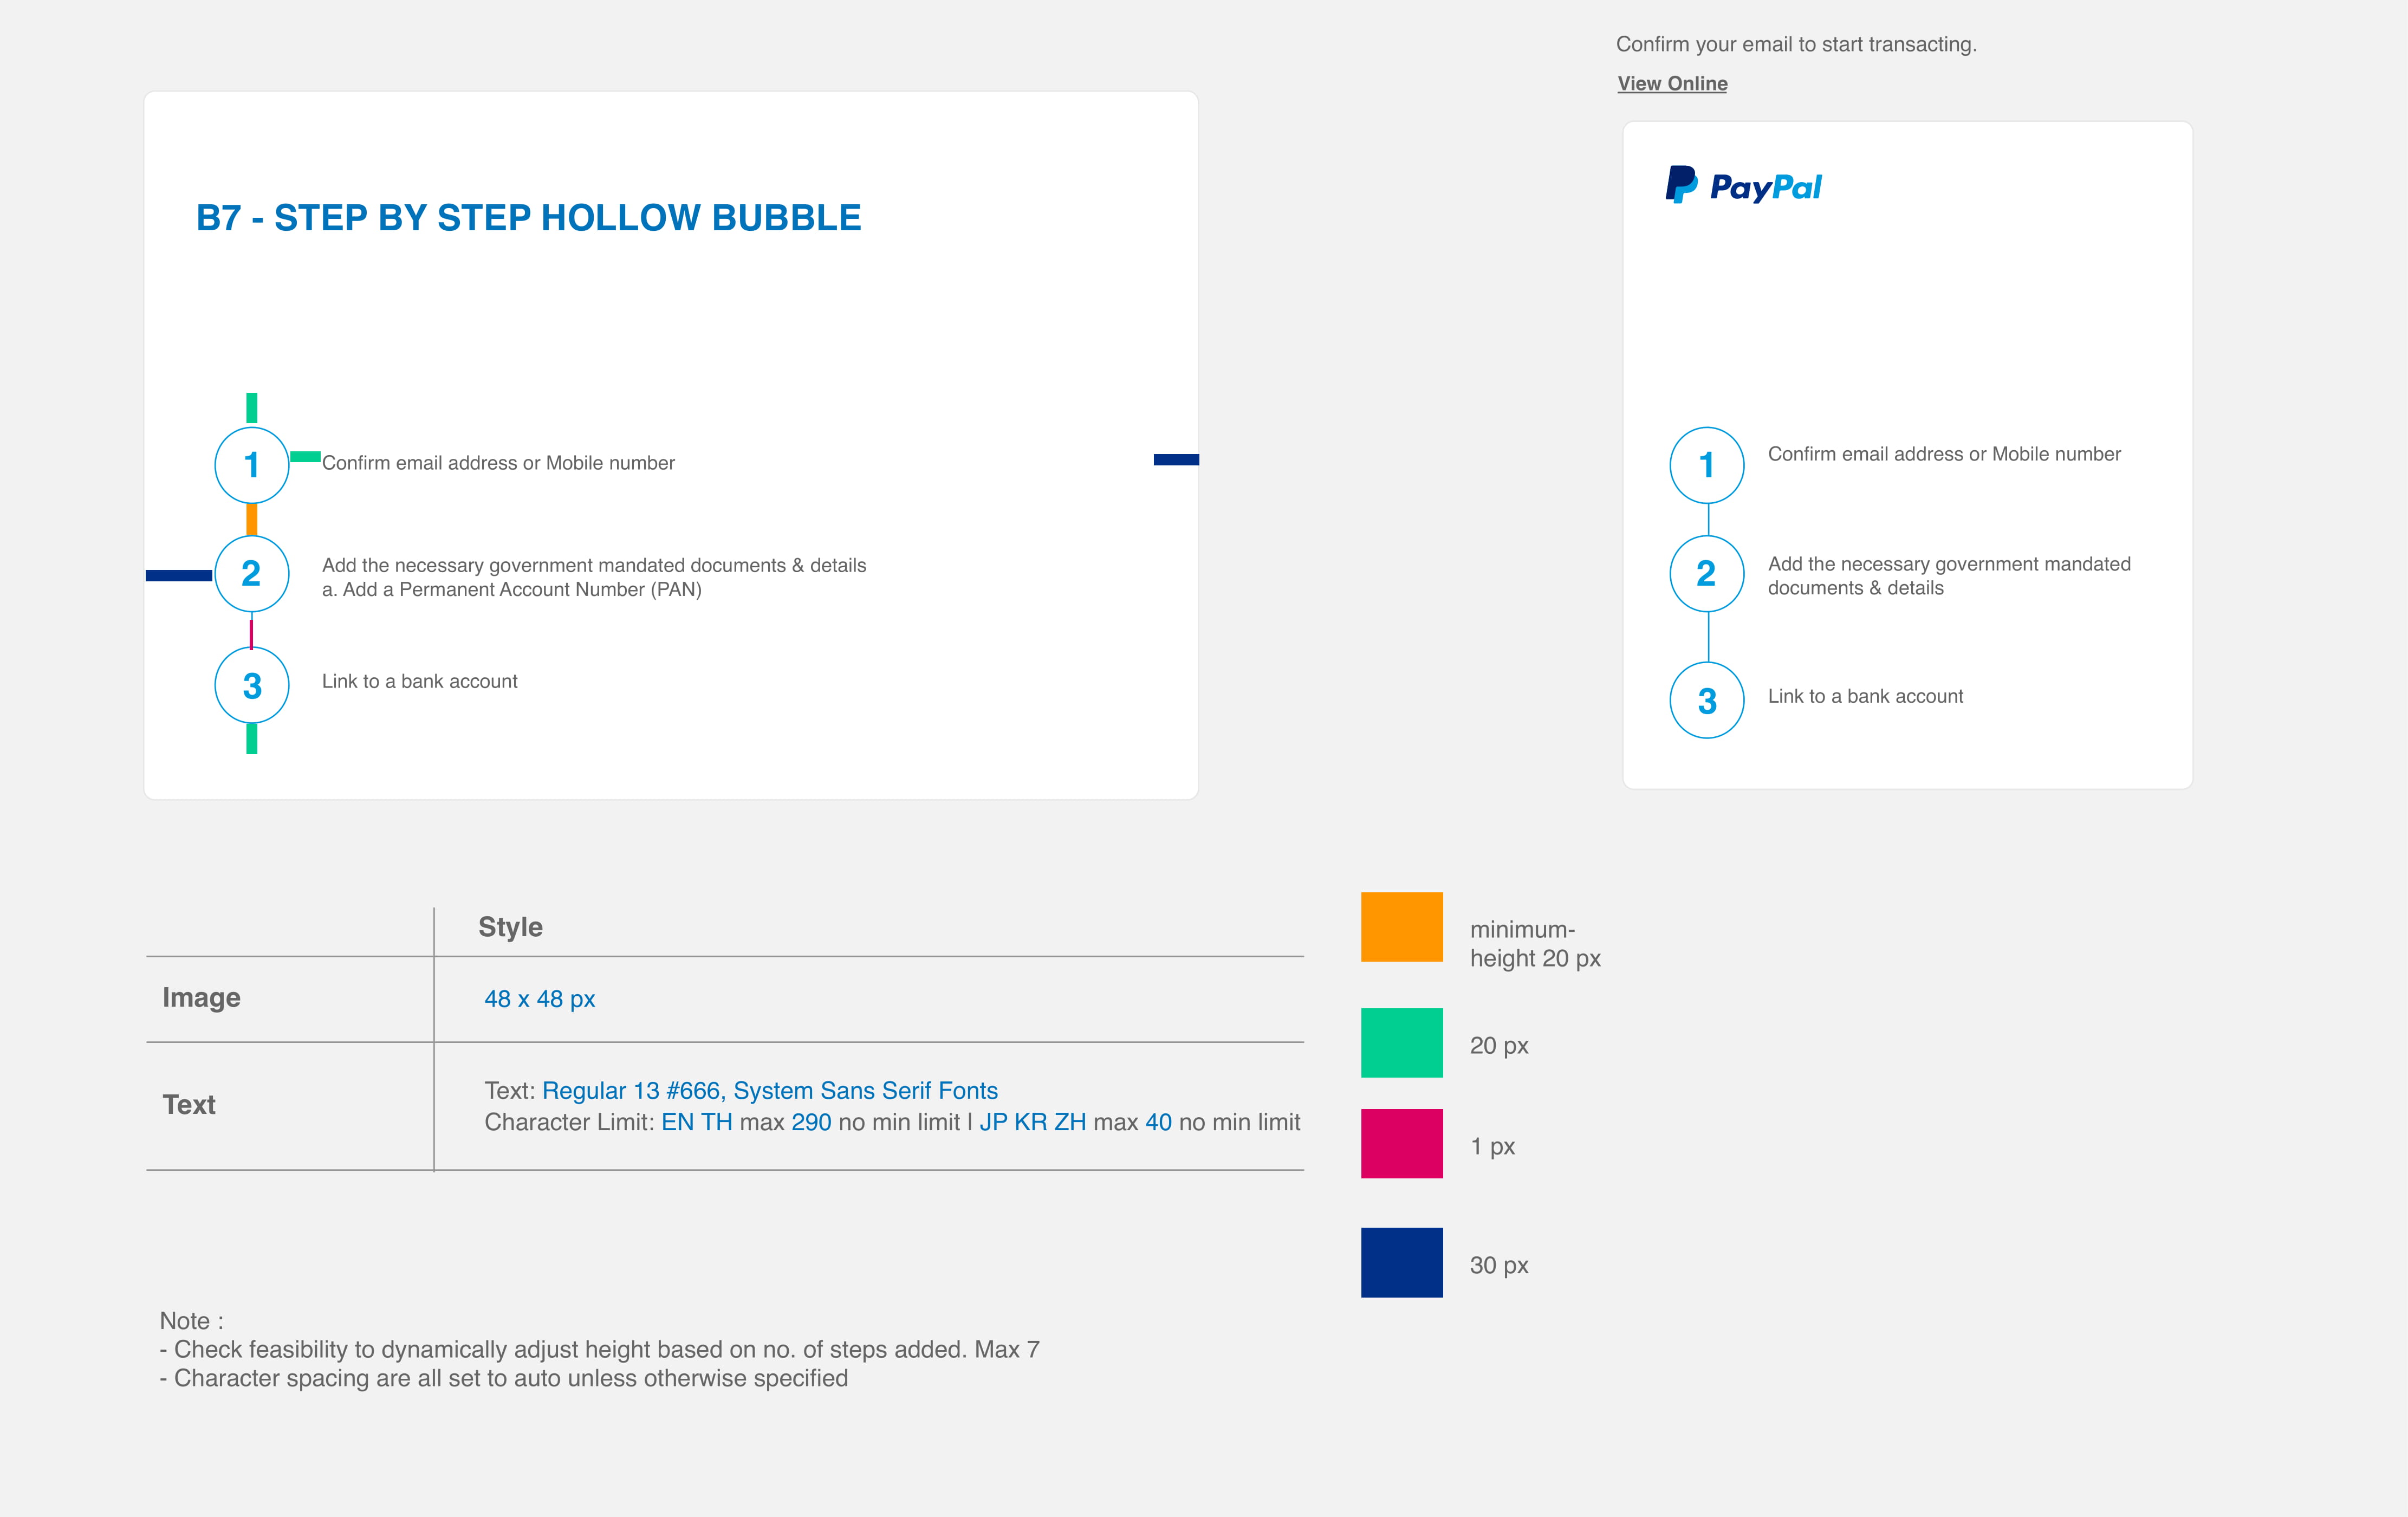 Confirm your email to start transacting.
View Online
B7 - STEP BY STEP HOLLOW BUBBLE
1
Confirm email address or Mobile number
2
Add the necessary government mandated documents & details
a. Add a Permanent Account Number (PAN)
3
Link to a bank account
PayPal
1
Confirm email address or Mobile number
2
Add the necessary government mandated
documents & details
3
Link to a bank account
Style
Image
48 x 48 px
Text
Text: Regular 13 #666, System Sans Serif Fonts
Character Limit: EN TH max 290 no min limit | JP KR ZH max 40 no min limit
minimum-
height 20 px
20 px
1 px
30 px
Note :
- Check feasibility to dynamically adjust height based on no. of steps added. Max 7
- Character spacing are all set to auto unless otherwise specified